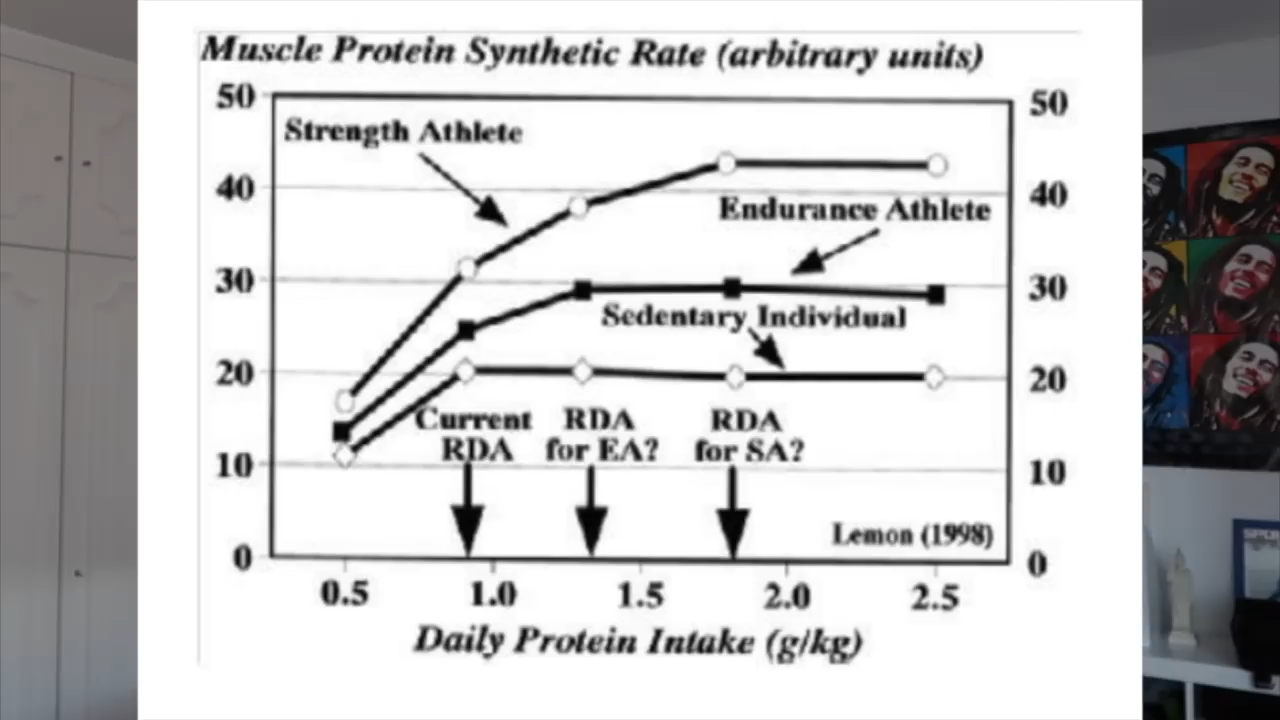 Muscle Protein Synthetic Rate (arbitrary units)
50
50
Strength Athlete
40
40
Endurance Athlete
30
30
Sedentary Individual
20
20
Current RDA RDA
RDA for EA? for SA?
10
10
Lemon (1998)
0
0
0.5 1.0 1.5 2.0 2.5
Daily Protein Intake (g/kg)